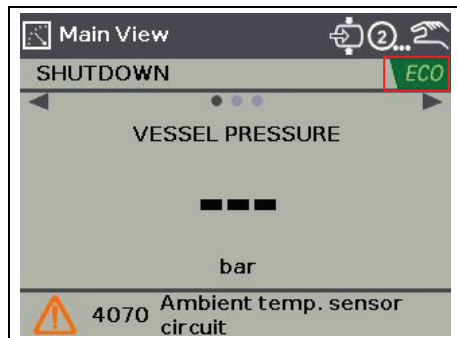 Main View
2...
SHUTDOWN ECO
VESSEL PRESSURE
---
bar
4070 Ambient temp. sensor
circuit